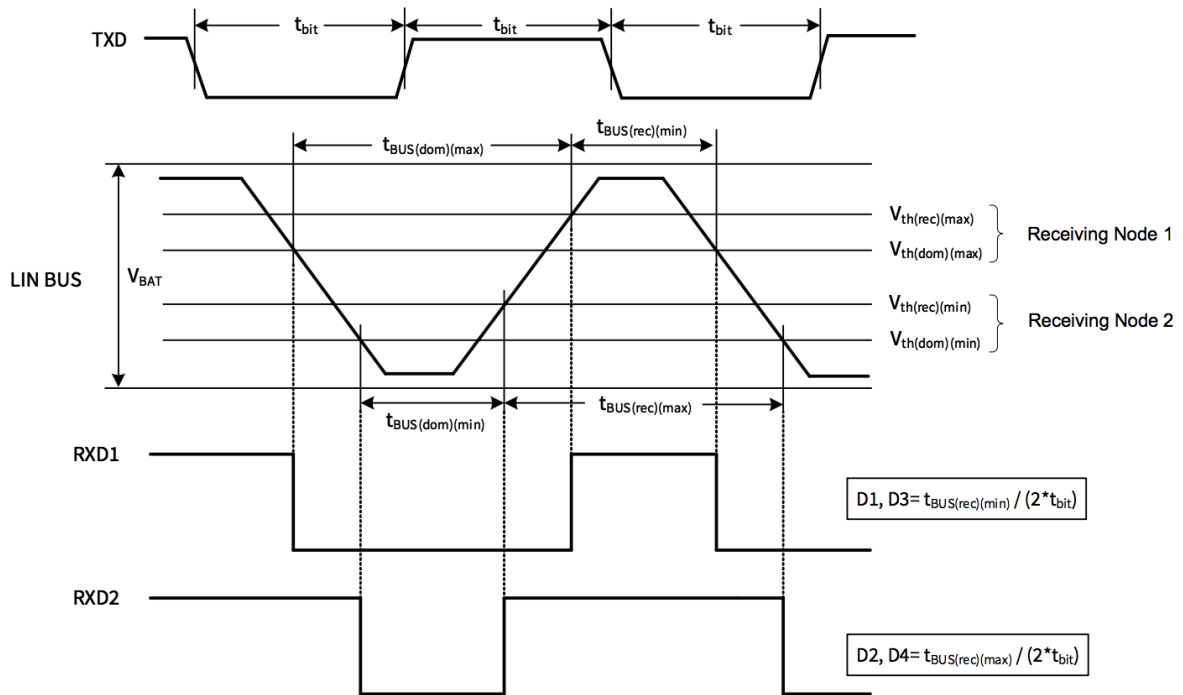 t_bit t_bit t_bit
TXD
t_BUS(rec)(min)
t_BUS(dom)(max)
V_th(rec)(max)
Receiving Node 1
V_th(dom)(max)
LIN BUS V_BAT
V_th(rec)(min)
Receiving Node 2
V_th(dom)(min)
t_BUS(rec)(max)
t_BUS(dom)(min)
RXD1
D1, D3= t_BUS(rec)(min) / (2*t_bit)
RXD2
D2, D4= t_BUS(rec)(max) / (2*t_bit)